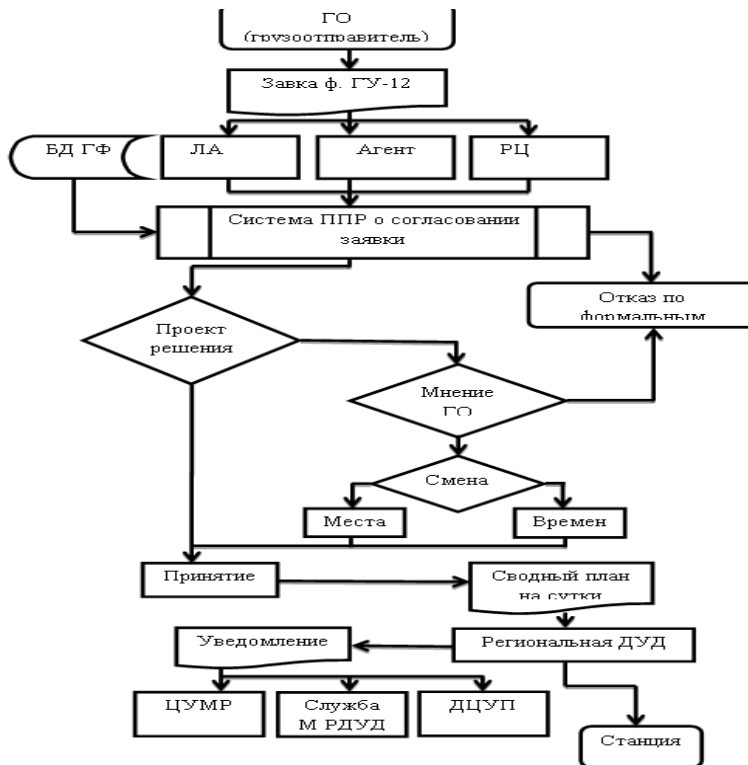 ГО
(грузоотправитель)
Завка ф. ГУ-12
БД ГФ
ЛА
Агент
РЦ
Система ППР о согласовании
заявки
Отказ по
формальным
Проект
решения
Мнение
ГО
Смена
Места
Времен
Принятие
Сводный план
на сутки
Уведомление
Региональная ДУД
ЦУМР
Служба
М РДУД
ДЦУП
Станция